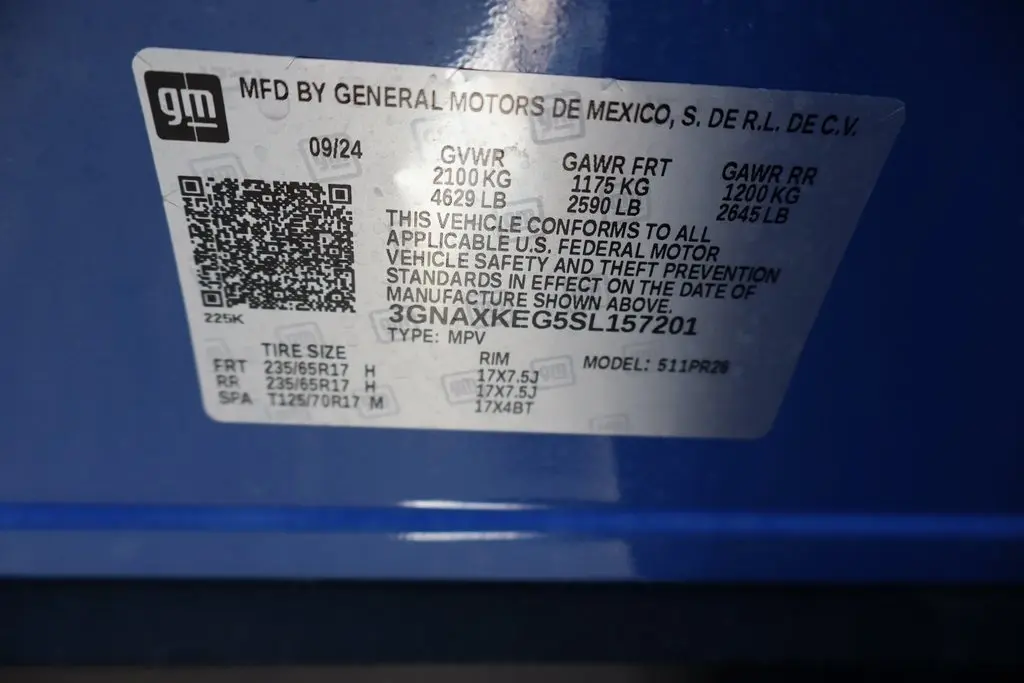 gm
MFD BY GENERAL MOTORS DE MEXICO, S. DE R.L. DE C.V.
09/24
GVWR GAWR FRT GAWR RR
2100 KG 1175 KG 1200 KG
4629 LB 2590 LB 2645 LB
THIS VEHICLE CONFORMS TO ALL
APPLICABLE U.S. FEDERAL MOTOR
VEHICLE SAFETY AND THEFT PREVENTION
STANDARDS IN EFFECT ON THE DATE OF
MANUFACTURE SHOWN ABOVE.
3GNAXKEG5SL157201
225K
TYPE: MPV
TIRE SIZE RIM MODEL: 511PR26
FRT 235/65R17 H 17X7.5J
RR 235/65R17 H 17X7.5J
SPA T125/70R17 M 17X4BT